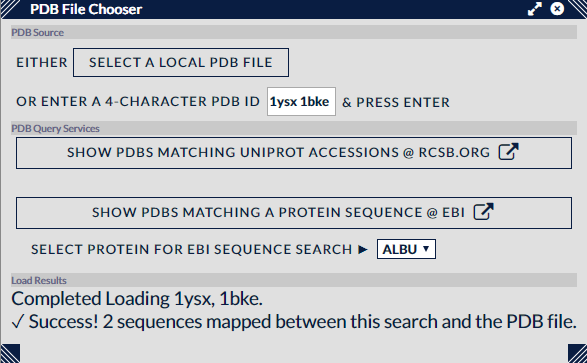 PDB File Chooser
PDB Source
EITHER SELECT A LOCAL PDB FILE
OR ENTER A 4-CHARACTER PDB ID 1ysx 1bke & PRESS ENTER
PDB Query Services
SHOW PDBS MATCHING UNIPROT ACCESSIONS @ RCSB.ORG
SHOW PDBS MATCHING A PROTEIN SEQUENCE @ EBI
SELECT PROTEIN FOR EBI SEQUENCE SEARCH ► ALBU ▼
Load Results
Completed Loading 1ysx, 1bke.
✓ Success! 2 sequences mapped between this search and the PDB file.